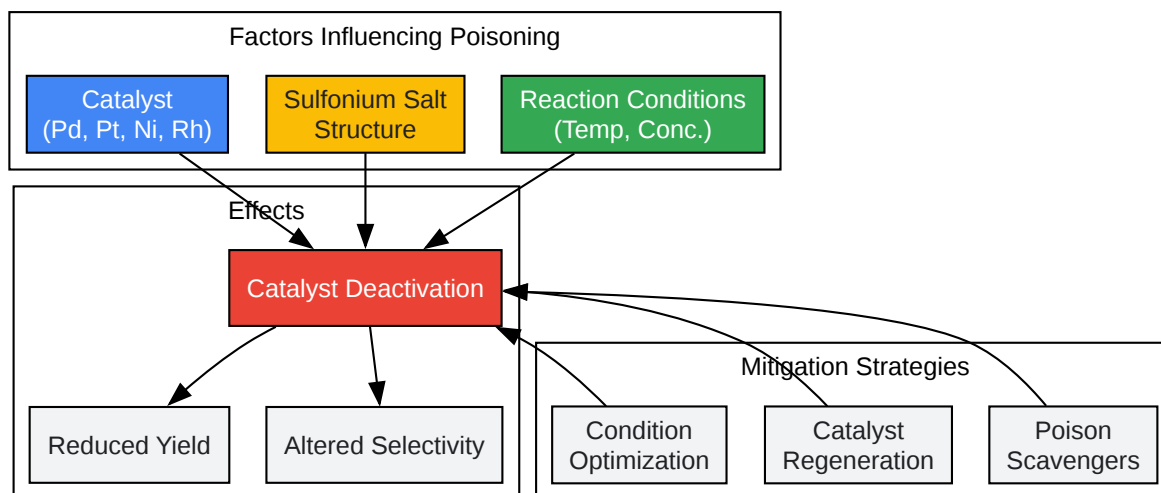 Factors Influencing Poisoning
Catalyst
(Pd, Pt, Ni, Rh)
Sulfonium Salt
Structure
Reaction Conditions
(Temp, Conc.)
Effects
Catalyst Deactivation
Reduced Yield
Altered Selectivity
Mitigation Strategies
Condition
Optimization
Catalyst
Regeneration
Poison
Scavengers